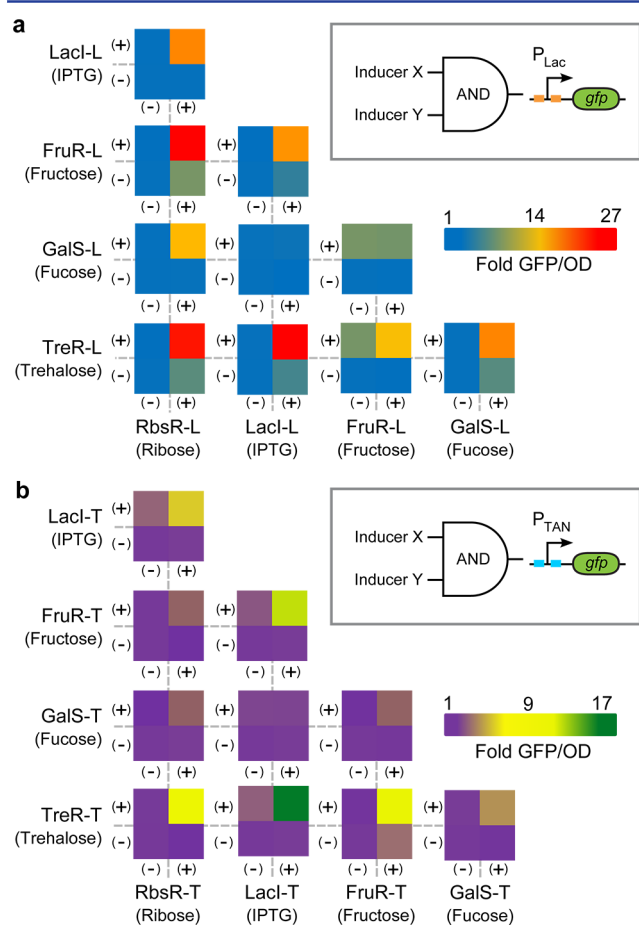 a
LacI-L
(IPTG)
(+)
(-)
(-) (+)
Inducer X
Inducer Y
AND
PLac
gfp
FruR-L
(Fructose)
(+) (+)
(-) (-)
(-) (+) (-) (+)
GalS-L
(Fucose)
(+) (+) (+)
(-) (-) (-)
(-) (+) (-) (+) (-) (+)
1 14 27
Fold GFP/OD
TreR-L
(Trehalose)
(+) (+) (+) (+)
(-) (-) (-) (-)
(-) (+) (-) (+) (-) (+) (-) (+)
RbsR-L LacI-L FruR-L GalS-L
(Ribose) (IPTG) (Fructose) (Fucose)
b
LacI-T
(IPTG)
(+)
(-)
(-) (+)
Inducer X
Inducer Y
AND
PTAN
gfp
FruR-T
(Fructose)
(+) (+)
(-) (-)
(-) (+) (-) (+)
GalS-T
(Fucose)
(+) (+) (+)
(-) (-) (-)
(-) (+) (-) (+) (-) (+)
1 9 17
Fold GFP/OD
TreR-T
(Trehalose)
(+) (+) (+) (+)
(-) (-) (-) (-)
(-) (+) (-) (+) (-) (+) (-) (+)
RbsR-T LacI-T FruR-T GalS-T
(Ribose) (IPTG) (Fructose) (Fucose)